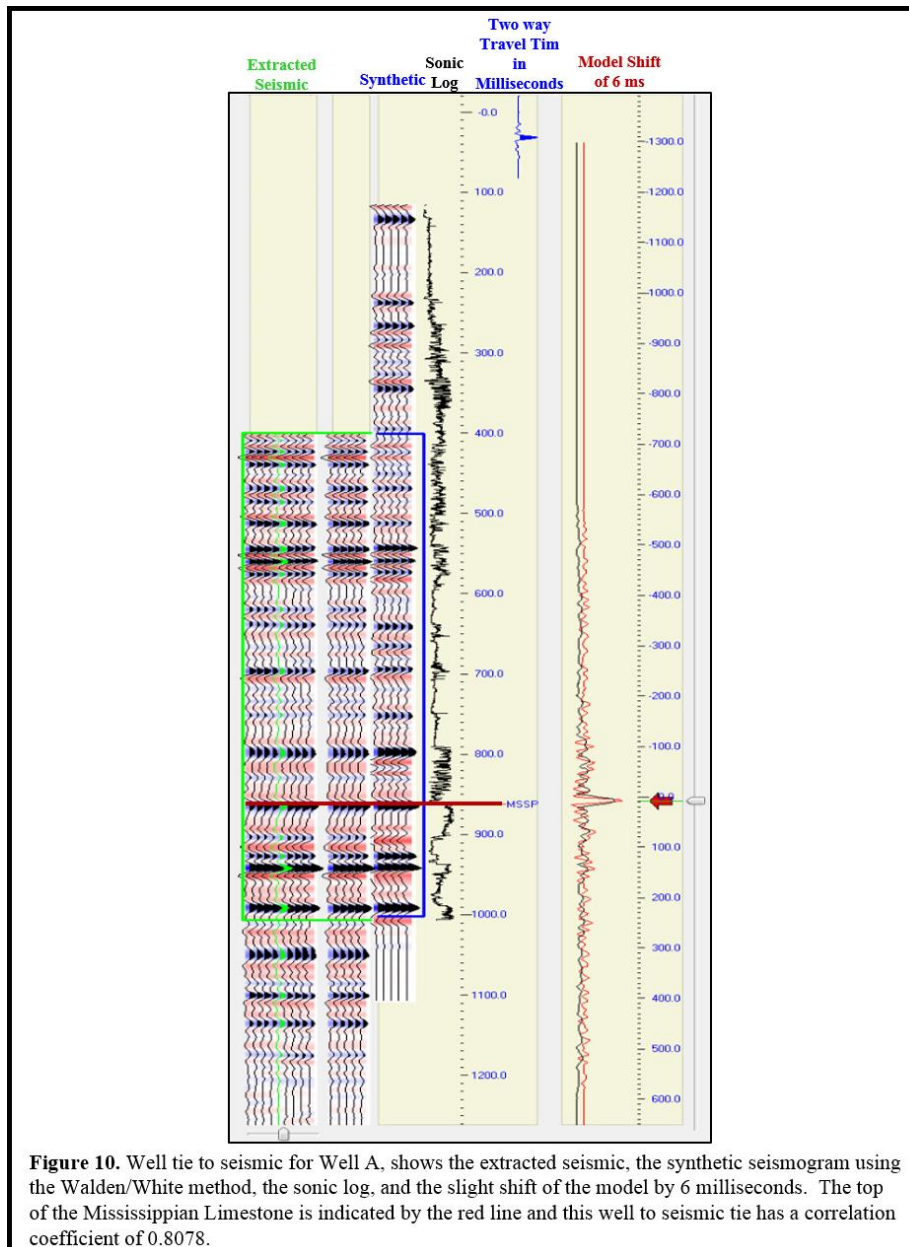 Two way
Travel Tim
in
Milliseconds
Extracted
Seismic
Synthetic
Sonic
Log
Model Shift
of 6 ms
-0.0
100.0
200.0
300.0
400.0
500.0
600.0
700.0
800.0
MSSP
900.0
1000.0
1100.0
1200.0
-1300.0
-1200.0
-1100.0
-1000.0
-900.0
-800.0
-700.0
-600.0
-500.0
-400.0
-300.0
-200.0
-100.0
0.0
100.0
200.0
300.0
400.0
500.0
600.0
Figure 10. Well tie to seismic for Well A, shows the extracted seismic, the synthetic seismogram using
the Walden/White method, the sonic log, and the slight shift of the model by 6 milliseconds. The top
of the Mississippian Limestone is indicated by the red line and this well to seismic tie has a correlation
coefficient of 0.8078.